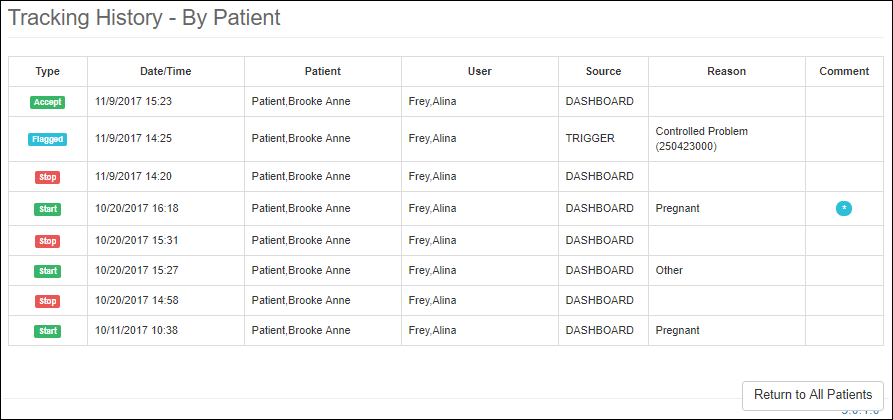 Tracking History - By Patient
Type Date/Time Patient User Source Reason Comment
Accept 11/9/2017 15:23 Patient,Brooke Anne Frey,Alina DASHBOARD
Flagged 11/9/2017 14:25 Patient,Brooke Anne Frey,Alina TRIGGER Controlled Problem
(250423000)
Stop 11/9/2017 14:20 Patient,Brooke Anne Frey,Alina DASHBOARD
Start 10/20/2017 16:18 Patient,Brooke Anne Frey,Alina DASHBOARD Pregnant *
Stop 10/20/2017 15:31 Patient,Brooke Anne Frey,Alina DASHBOARD
Start 10/20/2017 15:27 Patient,Brooke Anne Frey,Alina DASHBOARD Other
Stop 10/20/2017 14:58 Patient,Brooke Anne Frey,Alina DASHBOARD
Start 10/11/2017 10:38 Patient,Brooke Anne Frey,Alina DASHBOARD Pregnant
Return to All Patients